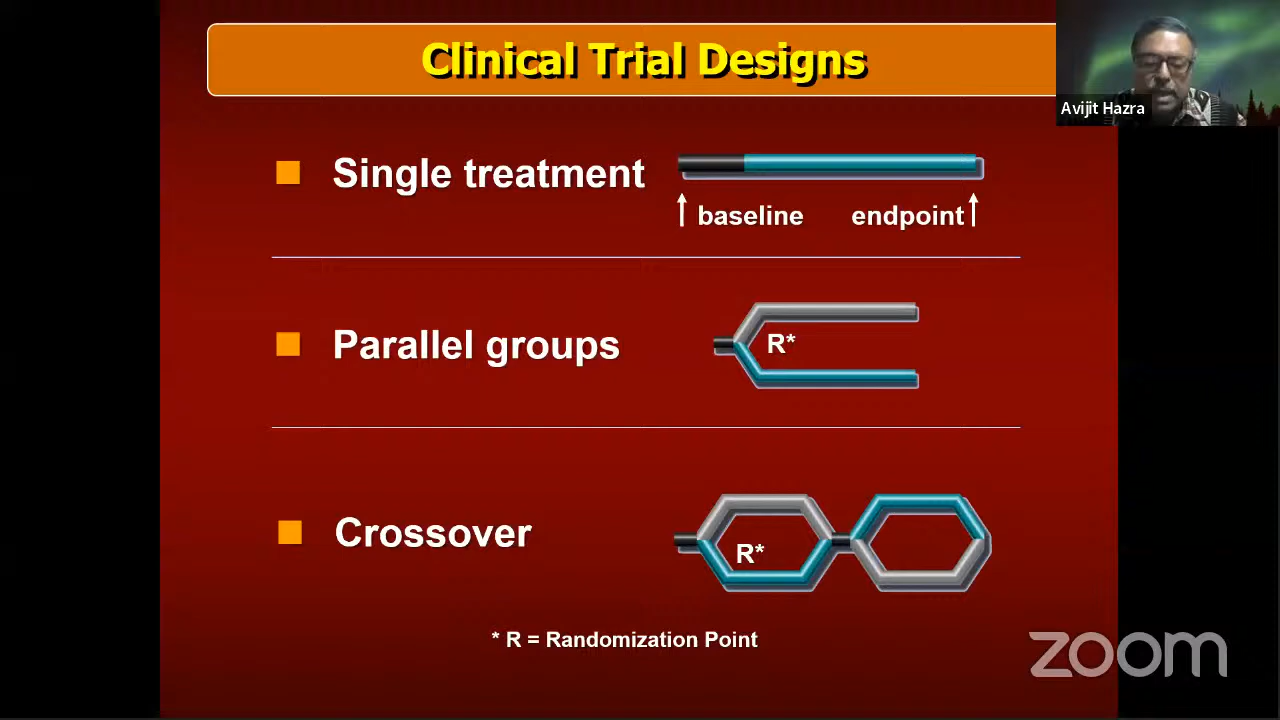 Clinical Trial Designs
Avijit Hazra
■ Single treatment
baseline endpoint
■ Parallel groups
R*
■ Crossover
R*
* R = Randomization Point
zoom